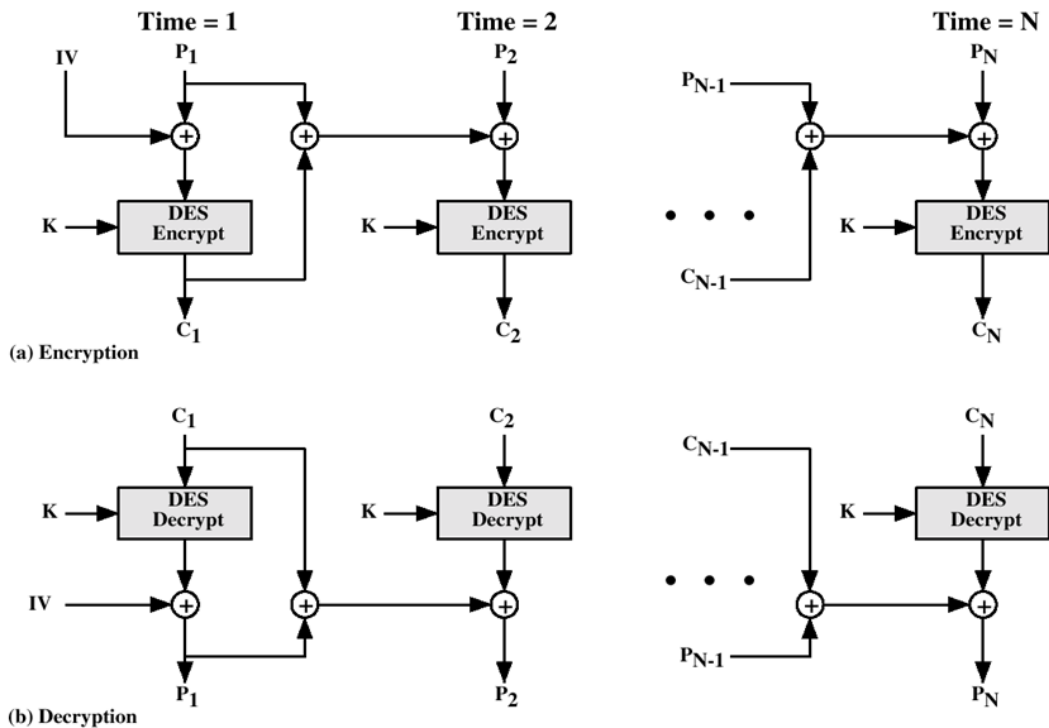 Time = 1 Time = 2 Time = N
IV P1 P2 PN-1 PN
+ + + + +
K DES Encrypt K DES Encrypt • • • K DES Encrypt
CN-1
C1 C2 CN
(a) Encryption
C1 C2 CN-1 CN
K DES Decrypt K DES Decrypt K DES Decrypt
• • •
IV + + + + +
PN-1
P1 P2 PN
(b) Decryption